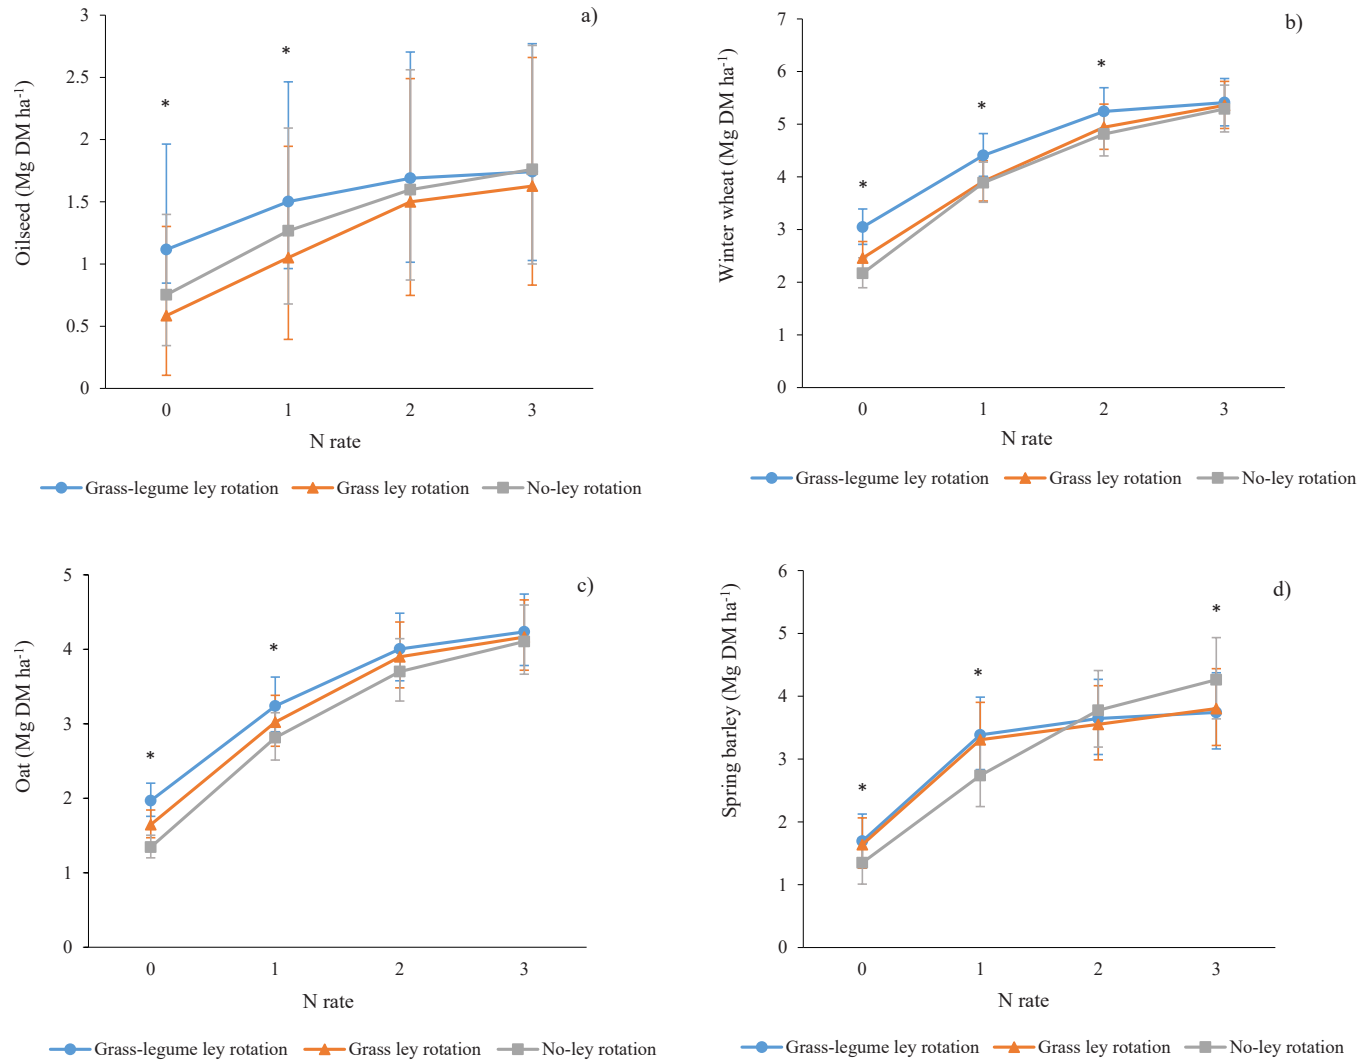 a)
Oilsed (Mg DM ha⁻¹)
3
2.5
2
1.5
1
0.5
0
*
*
0 1 2 3
N rate
Grass-legume ley rotation Grass ley rotation No-ley rotation
b)
Winter wheat (Mg DM ha⁻¹)
7
6
5
4
3
2
1
0
*
*
*
0 1 2 3
N rate
Grass-legume ley rotation Grass ley rotation No-ley rotation
c)
Oat (Mg DM ha⁻¹)
5
4
3
2
1
0
*
*
0 1 2 3
N rate
Grass-legume ley rotation Grass ley rotation No-ley rotation
d)
Spring barley (Mg DM ha⁻¹)
6
5
4
3
2
1
0
*
*
*
0 1 2 3
N rate
Grass-legume ley rotation Grass ley rotation No-ley rotation